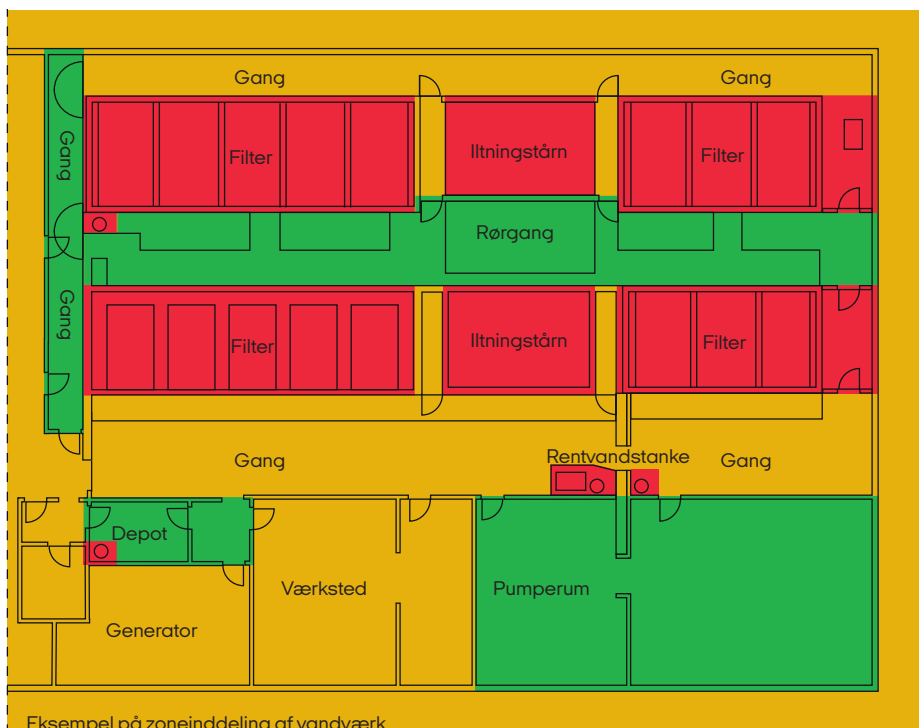 Gang
Gang
Gang
Filter
Iltningstårn
Filter
Rørgang
Gang
Filter
Iltningstårn
Filter
Gang
Rentvandstanke
Gang
Depot
Værksted
Pumperum
Generator
Eksempel på zoneinddeling af vandværk